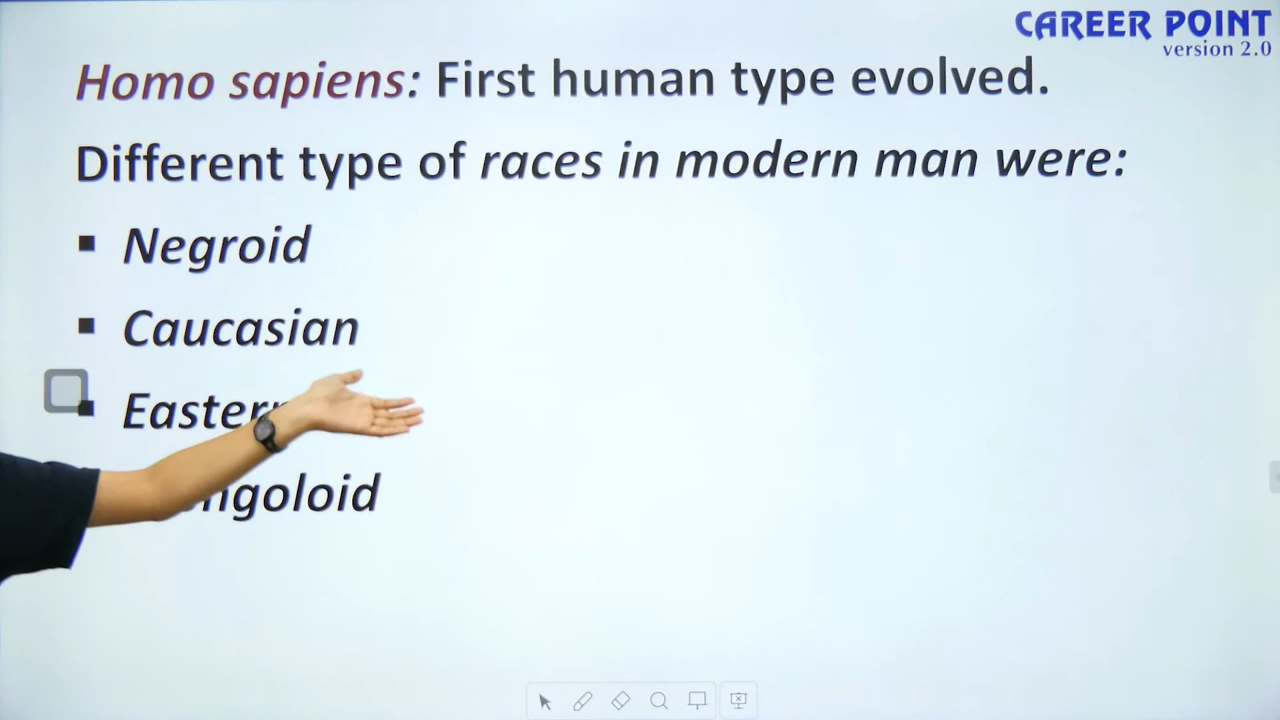 CAREER POINT
version 2.0
Homo sapiens: First human type evolved.
Different type of races in modern man were:
▪ Negroid
▪ Caucasian
▪
ngoloid